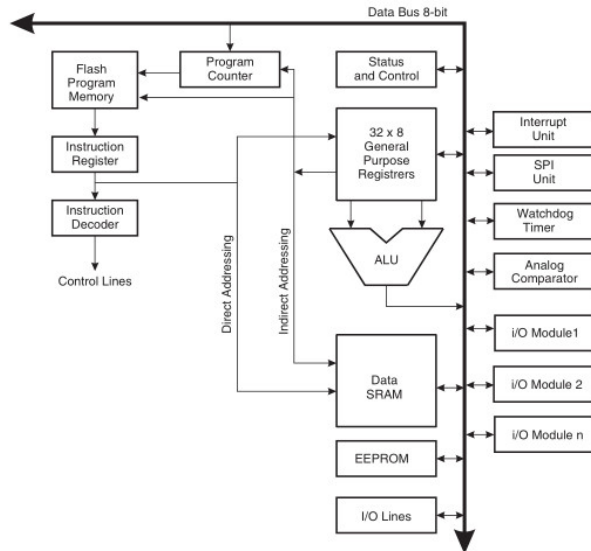 Data Bus 8-bit
Flash
Program
Memory
Program
Counter
Status
and Control
Instruction
Register
32 x 8
General
Purpose
Registrers
Interrupt
Unit
SPI
Unit
Instruction
Decoder
Watchdog
Timer
Control Lines
Direct Addressing
Indirect Addressing
ALU
Analog
Comparator
i/O Module1
Data
SRAM
i/O Module 2
i/O Module n
EEPROM
I/O Lines